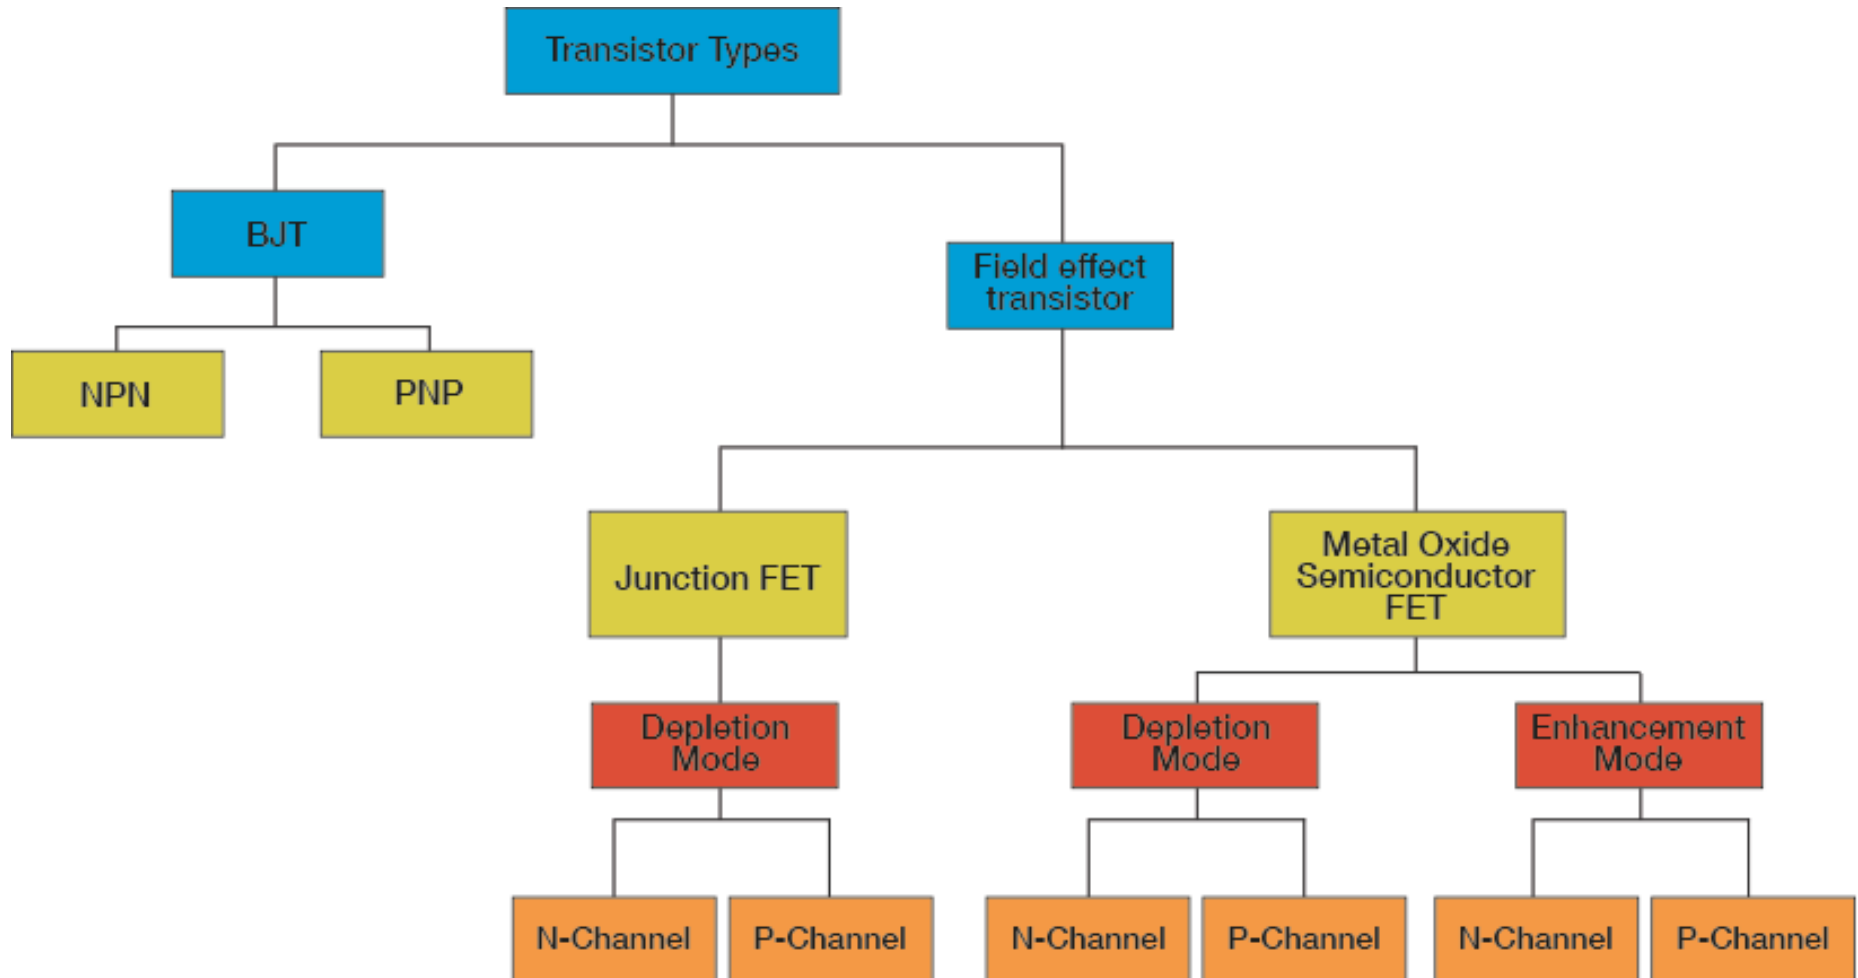 Transistor Types
BJT
Field effect
transistor
NPN
PNP
Junction FET
Metal Oxide
Semiconductor
FET
Depletion
Mode
Depletion
Mode
Enhancement
Mode
N-Channel
P-Channel
N-Channel
P-Channel
N-Channel
P-Channel